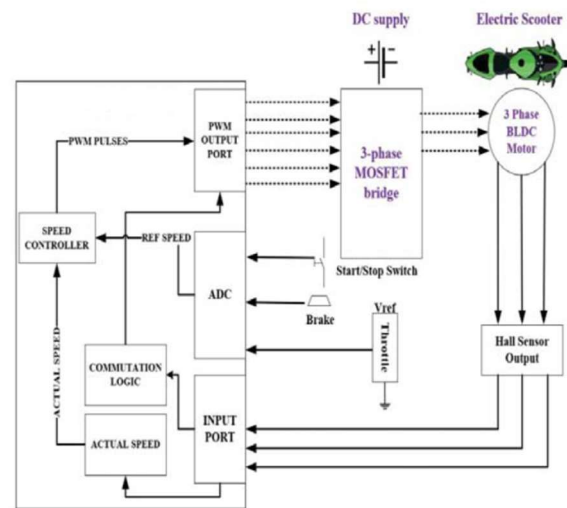 DC supply
Electric Scooter
+
-
PWM
OUTPUT
PORT
PWM PULSES
3-phase
MOSFET
bridge
3 Phase
BLDC
Motor
SPEED
CONTROLLER
REF SPEED
ADC
Start/Stop Switch
Brake
Vref
Throttle
Hall Sensor
Output
ACTUAL SPEED
COMMUTATION
LOGIC
INPUT
PORT
ACTUAL SPEED